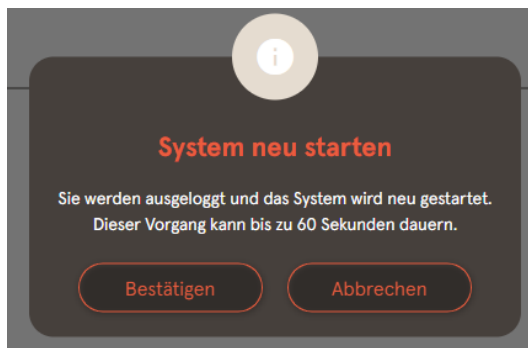 System neu starten
Sie werden ausgeloggt und das System wird neu gestartet.
Dieser Vorgang kann bis zu 60 Sekunden dauern.
Bestätigen
Abbrechen